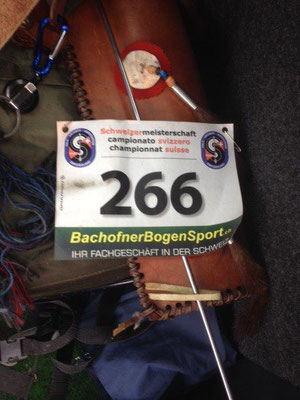 Schweizermeisterschaft
campionato svizzero
championnat suisse
266
BachofnerBogenSport.ch
IHR FACHGESCHÄFT IN DER SCHWEIZ